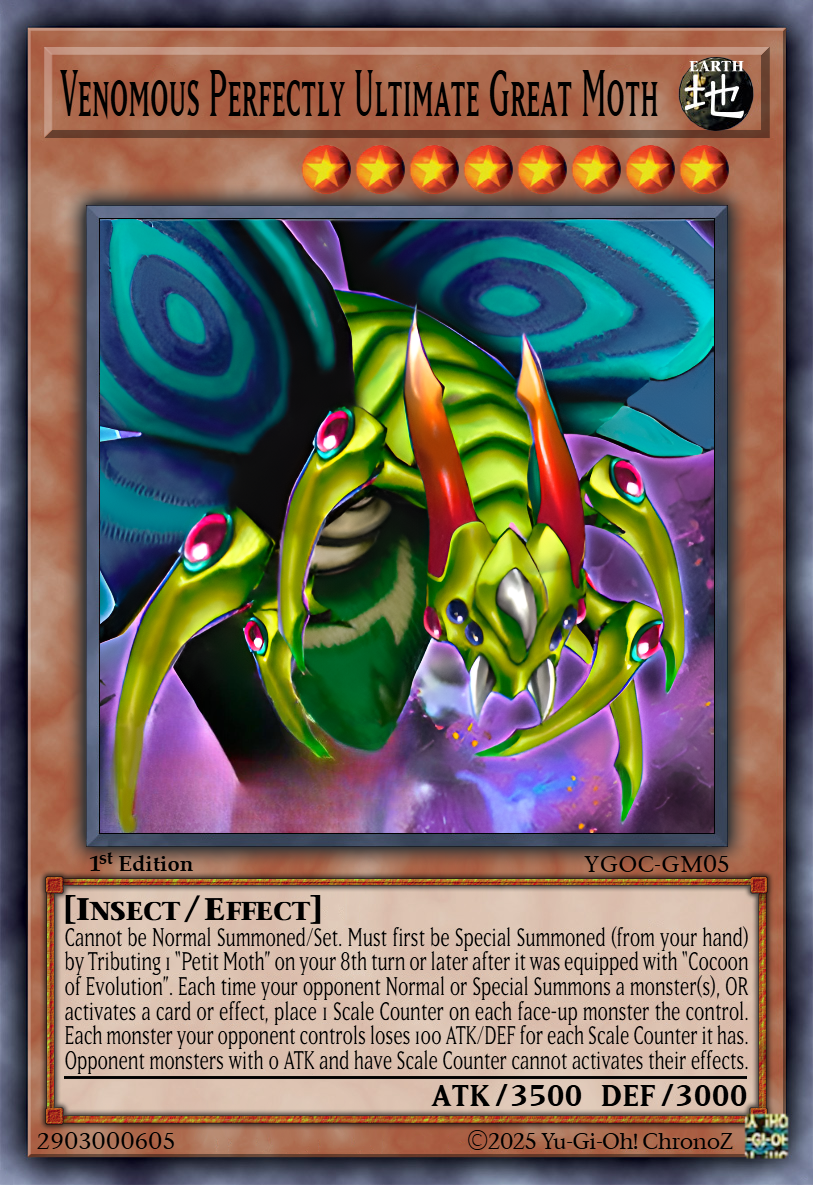 Venomous Perfectly Ultimate Great Moth
EARTH
地
1st Edition
YGOC-GM05
[Insect / Effect]
Cannot be Normal Summoned/Set. Must first be Special Summoned (from your hand)
by Tributing 1 "Petit Moth" on your 8th turn or later after it was equipped with "Cocoon
of Evolution". Each time your opponent Normal or Special Summons a monster(s), OR
activates a card or effect, place 1 Scale Counter on each face-up monster the control.
Each monster your opponent controls loses 100 ATK/DEF for each Scale Counter it has.
Opponent monsters with 0 ATK and have Scale Counter cannot activates their effects.
ATK/3500 DEF/3000
2903000605
©2025 Yu-Gi-Oh! ChronoZ